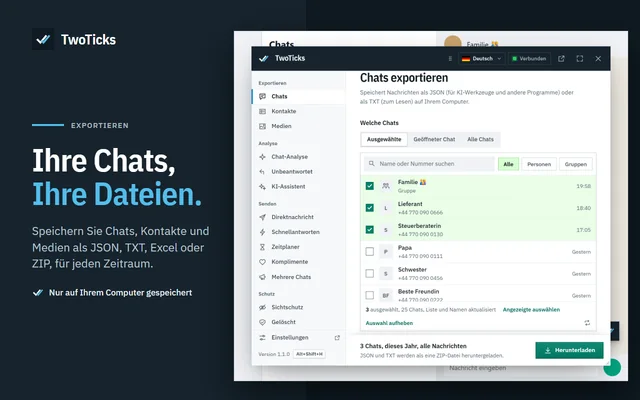 TwoTicks
EXPORTIEREN
Ihre Chats,
Ihre Dateien.
Speichern Sie Chats, Kontakte und
Medien als JSON, TXT, Excel oder
ZIP, für jeden Zeitraum.
Nur auf Ihrem Computer gespeichert
Chats
Familie
TwoTicks
Deutsch
Verbunden
Exportieren
Chats
Kontakte
Medien
Analyse
Chat-Analyse
Unbeantwortet
KI-Assistent
Senden
Direktnachricht
Schnellantworten
Zeitplaner
Komplimente
Mehrere Chats
Schutz
Sichtschutz
Gelöscht
Einstellungen
Version 1.1.0 Alt+Shift+H
Chats exportieren
Speichert Nachrichten als JSON (für KI-Werkzeuge und andere Programme) oder
als TXT (zum Lesen) auf Ihrem Computer.
Welche Chats
Ausgewählte Geöffneter Chat Alle Chats
Name oder Nummer suchen Alle Personen Gruppen
Familie 19:58
Gruppe
L Lieferant 18:40
+44 770 090 0666
S Steuerberaterin 17:05
+44 770 090 0130
P Papa Gestern
+44 770 090 0111
S Schwester Gestern
+44 770 090 0456
BF Beste Freundin Gestern
+44 770 090 0222
3 ausgewählt, 25 Chats, Liste und Namen aktualisiert Angezeigte auswählen
Auswahl aufheben
3 Chats, dieses Jahr, alle Nachrichten
JSON und TXT werden als eine ZIP-Datei heruntergeladen.
Herunterladen
Nachricht eingeben